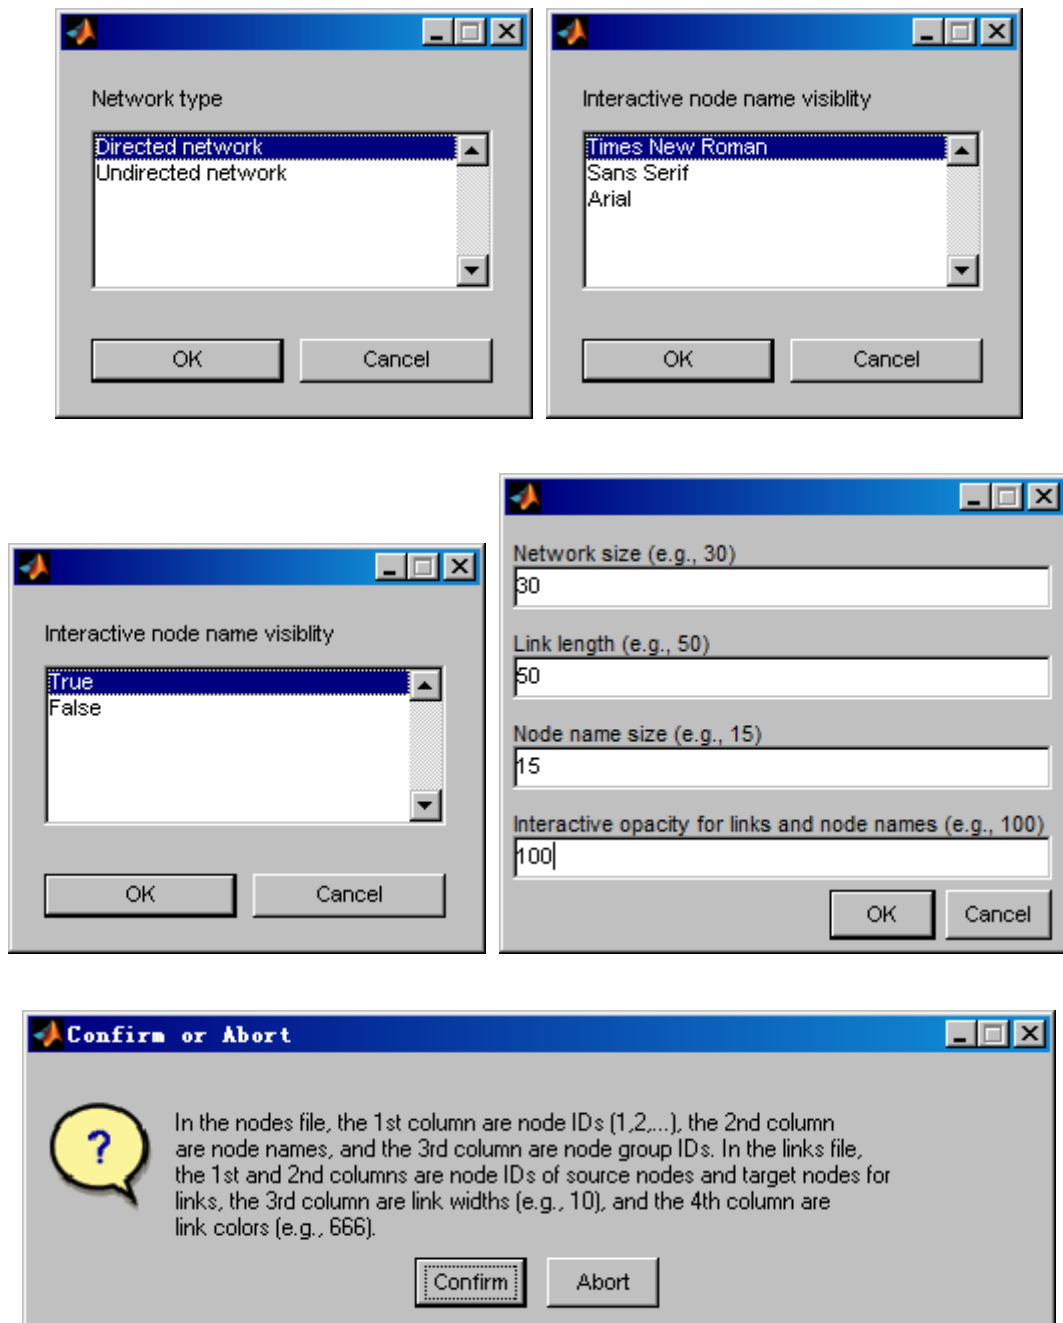 Network type
Directed network
Undirected network
OK
Cancel
Interactive node name visiblity
Times New Roman
Sans Serif
Arial
OK
Cancel
Interactive node name visiblity
True
False
OK
Cancel
Network size (e.g., 30)
30
Link length (e.g., 50)
50
Node name size (e.g., 15)
15
Interactive opacity for links and node names (e.g., 100)
100
OK
Cancel
Confirm or Abort
In the nodes file, the 1st column are node IDs (1,2,...), the 2nd column
are node names, and the 3rd column are node group IDs. In the links file,
the 1st and 2nd columns are node IDs of source nodes and target nodes for
links, the 3rd column are link widths (e.g., 10), and the 4th column are
link colors (e.g., 666).
Confirm
Abort